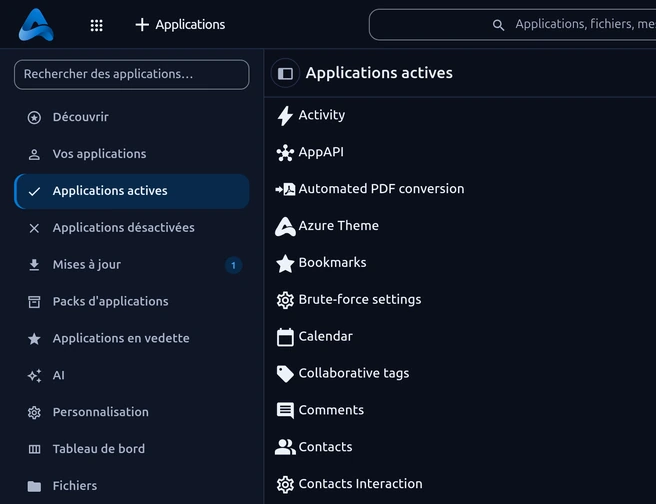 Applications
Applications, fichiers, me
Rechercher des applications…
Applications actives
Découvrir
Vos applications
Applications actives
Applications désactivées
Mises à jour
1
Packs d'applications
Applications en vedette
AI
Personnalisation
Tableau de bord
Fichiers
Activity
AppAPI
Automated PDF conversion
Azure Theme
Bookmarks
Brute-force settings
Calendar
Collaborative tags
Comments
Contacts
Contacts Interaction